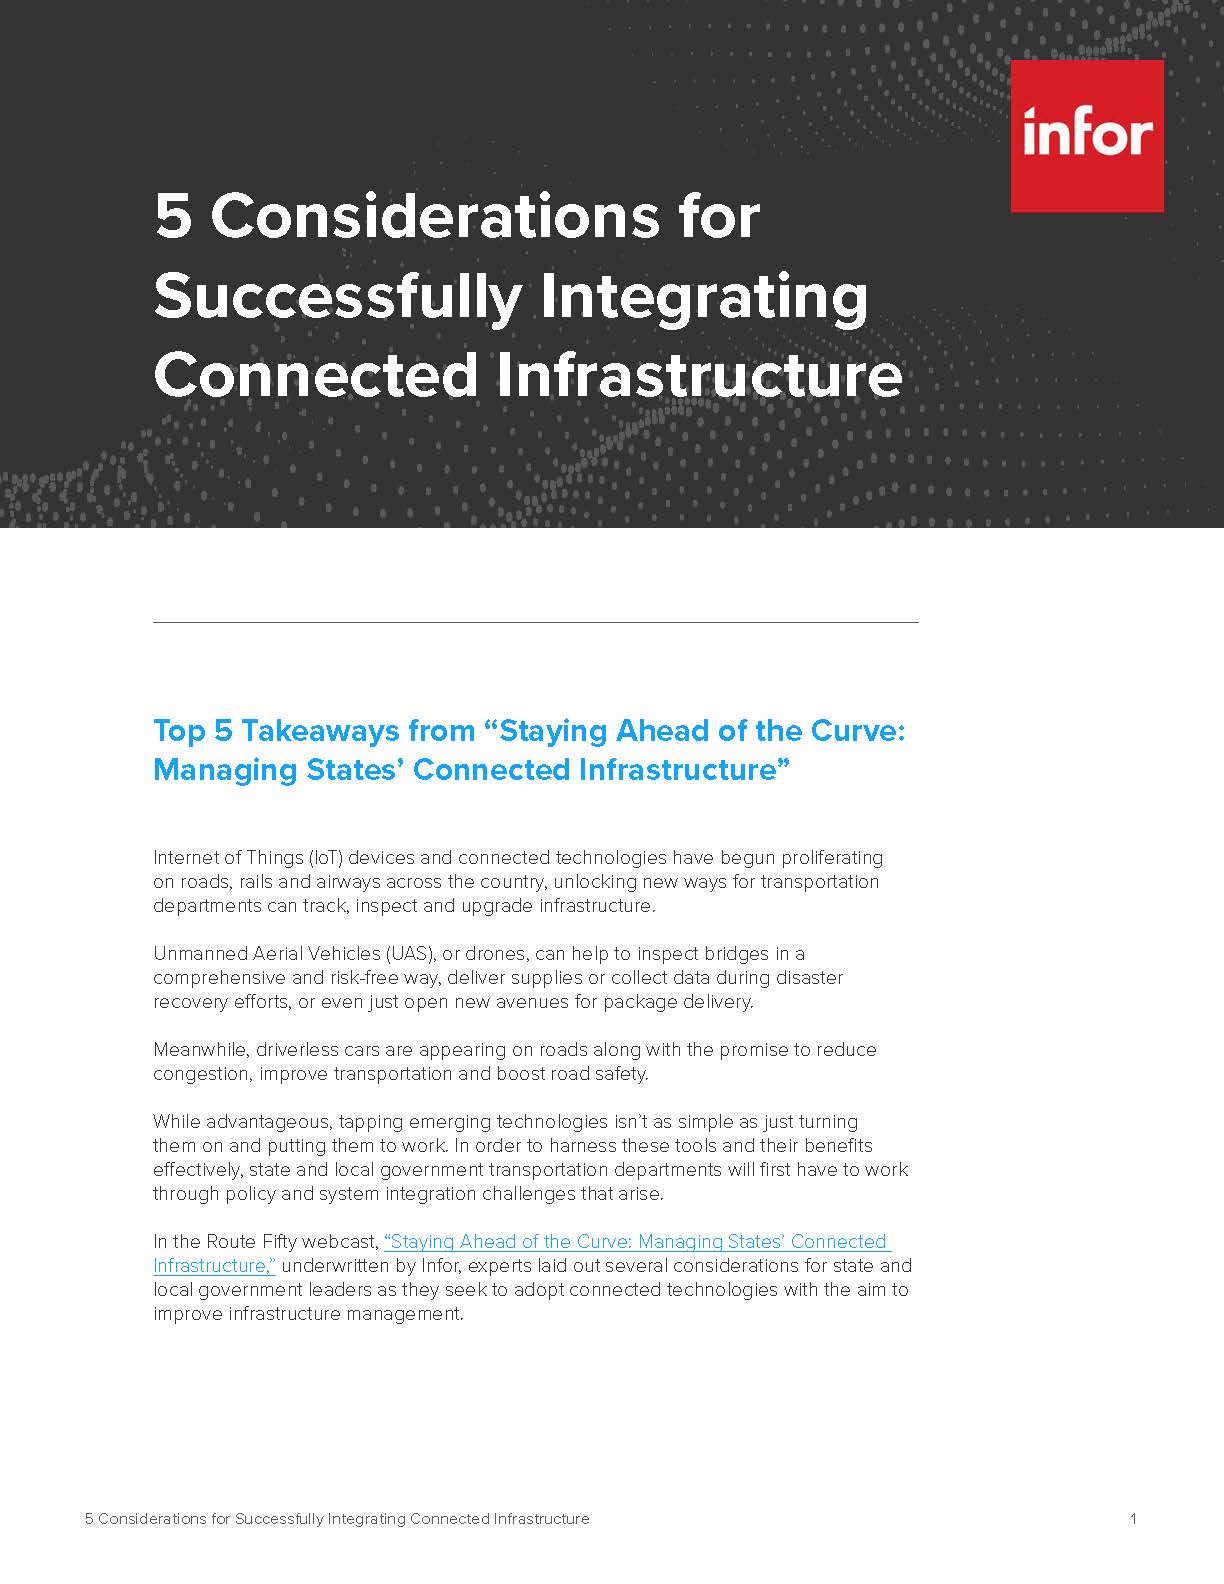 infor
5 Considerations for
Successfully Integrating
Connected Infrastructure
Top 5 Takeaways from “Staying Ahead of the Curve:
Managing States’ Connected Infrastructure”
Internet of Things (IoT) devices and connected technologies have begun proliferating
on roads, rails and airways across the country, unlocking new ways for transportation
departments can track, inspect and upgrade infrastructure.
Unmanned Aerial Vehicles (UAS), or drones, can help to inspect bridges in a
comprehensive and risk-free way, deliver supplies or collect data during disaster
recovery efforts, or even just open new avenues for package delivery.
Meanwhile, driverless cars are appearing on roads along with the promise to reduce
congestion, improve transportation and boost road safety.
While advantageous, tapping emerging technologies isn’t as simple as just turning
them on and putting them to work. In order to harness these tools and their benefits
effectively, state and local government transportation departments will first have to work
through policy and system integration challenges that arise.
In the Route Fifty webcast, “Staying Ahead of the Curve: Managing States’ Connected
Infrastructure,” underwritten by Infor, experts laid out several considerations for state and
local government leaders as they seek to adopt connected technologies with the aim to
improve infrastructure management.
5 Considerations for Successfully Integrating Connected Infrastructure 1